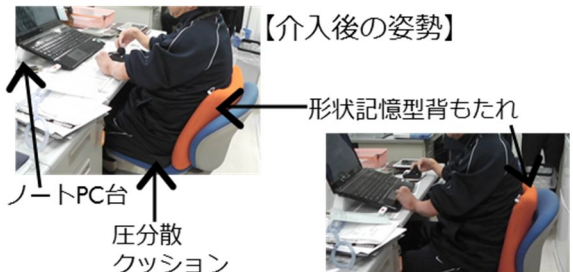 【介入後の姿勢】
形状記憶型背もたれ
ノートPC台
圧分散
クッション